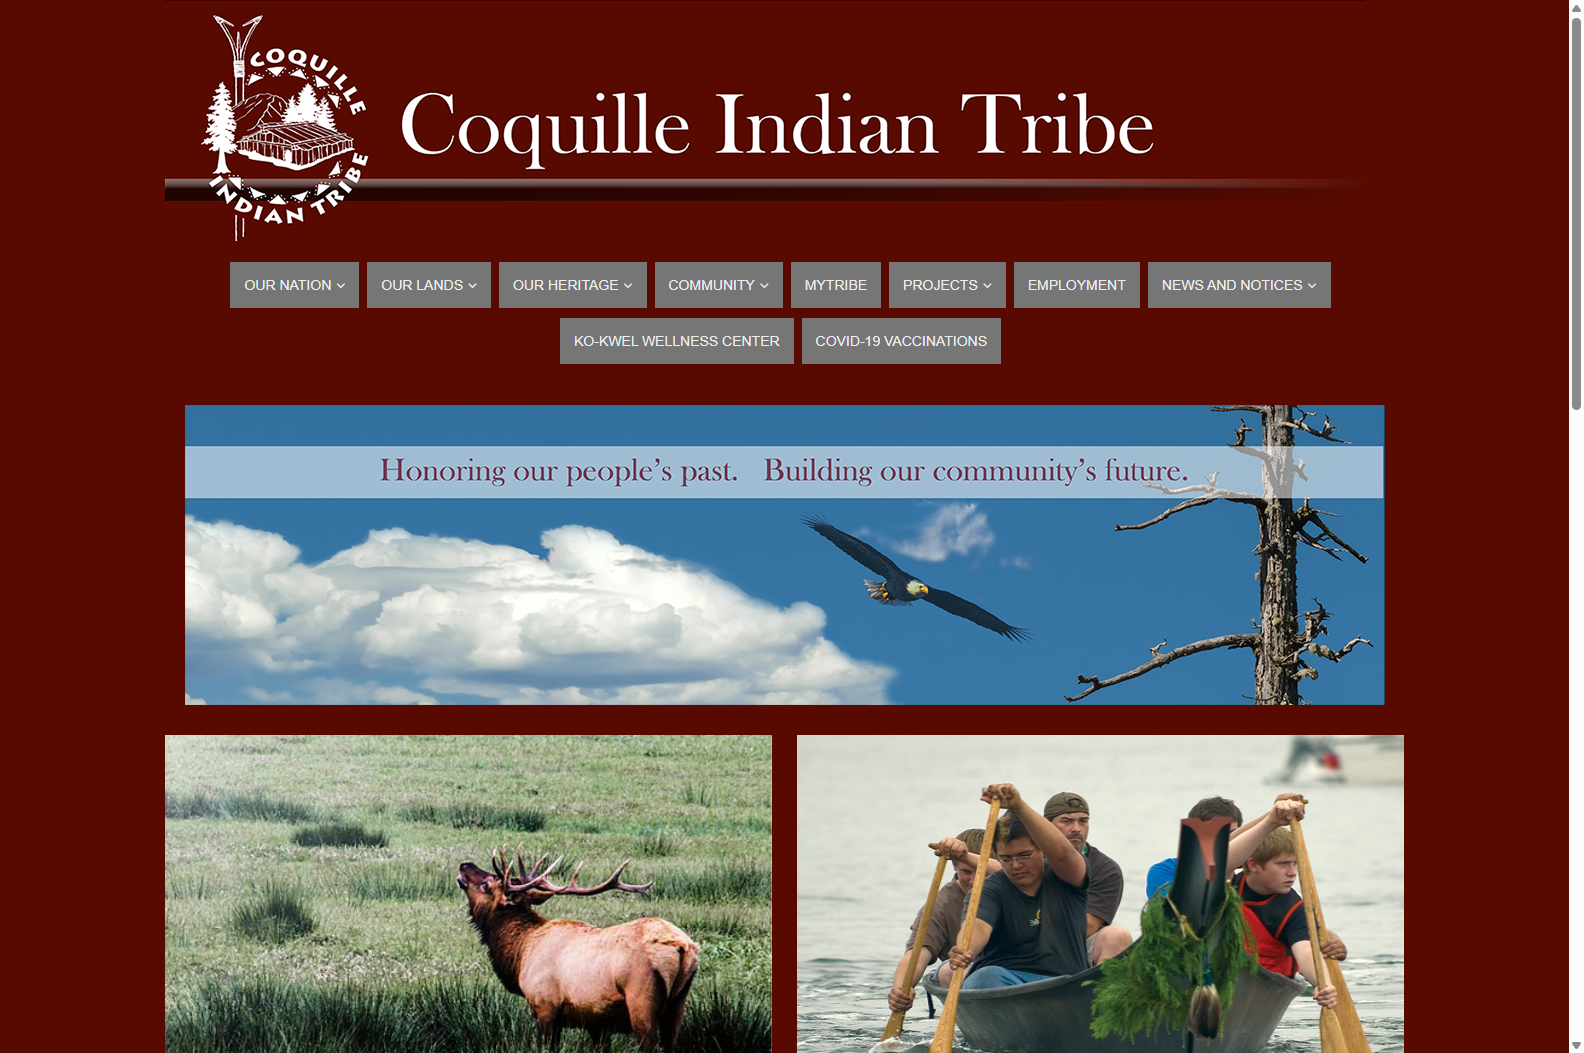 COQUILLE
INDIAN TRIBE
Coquille Indian Tribe
OUR NATION
OUR LANDS
OUR HERITAGE
COMMUNITY
MYTRIBE
PROJECTS
EMPLOYMENT
NEWS AND NOTICES
KO-KWEL WELLNESS CENTER
COVID-19 VACCINATIONS
Honoring our people's past. Building our community's future.